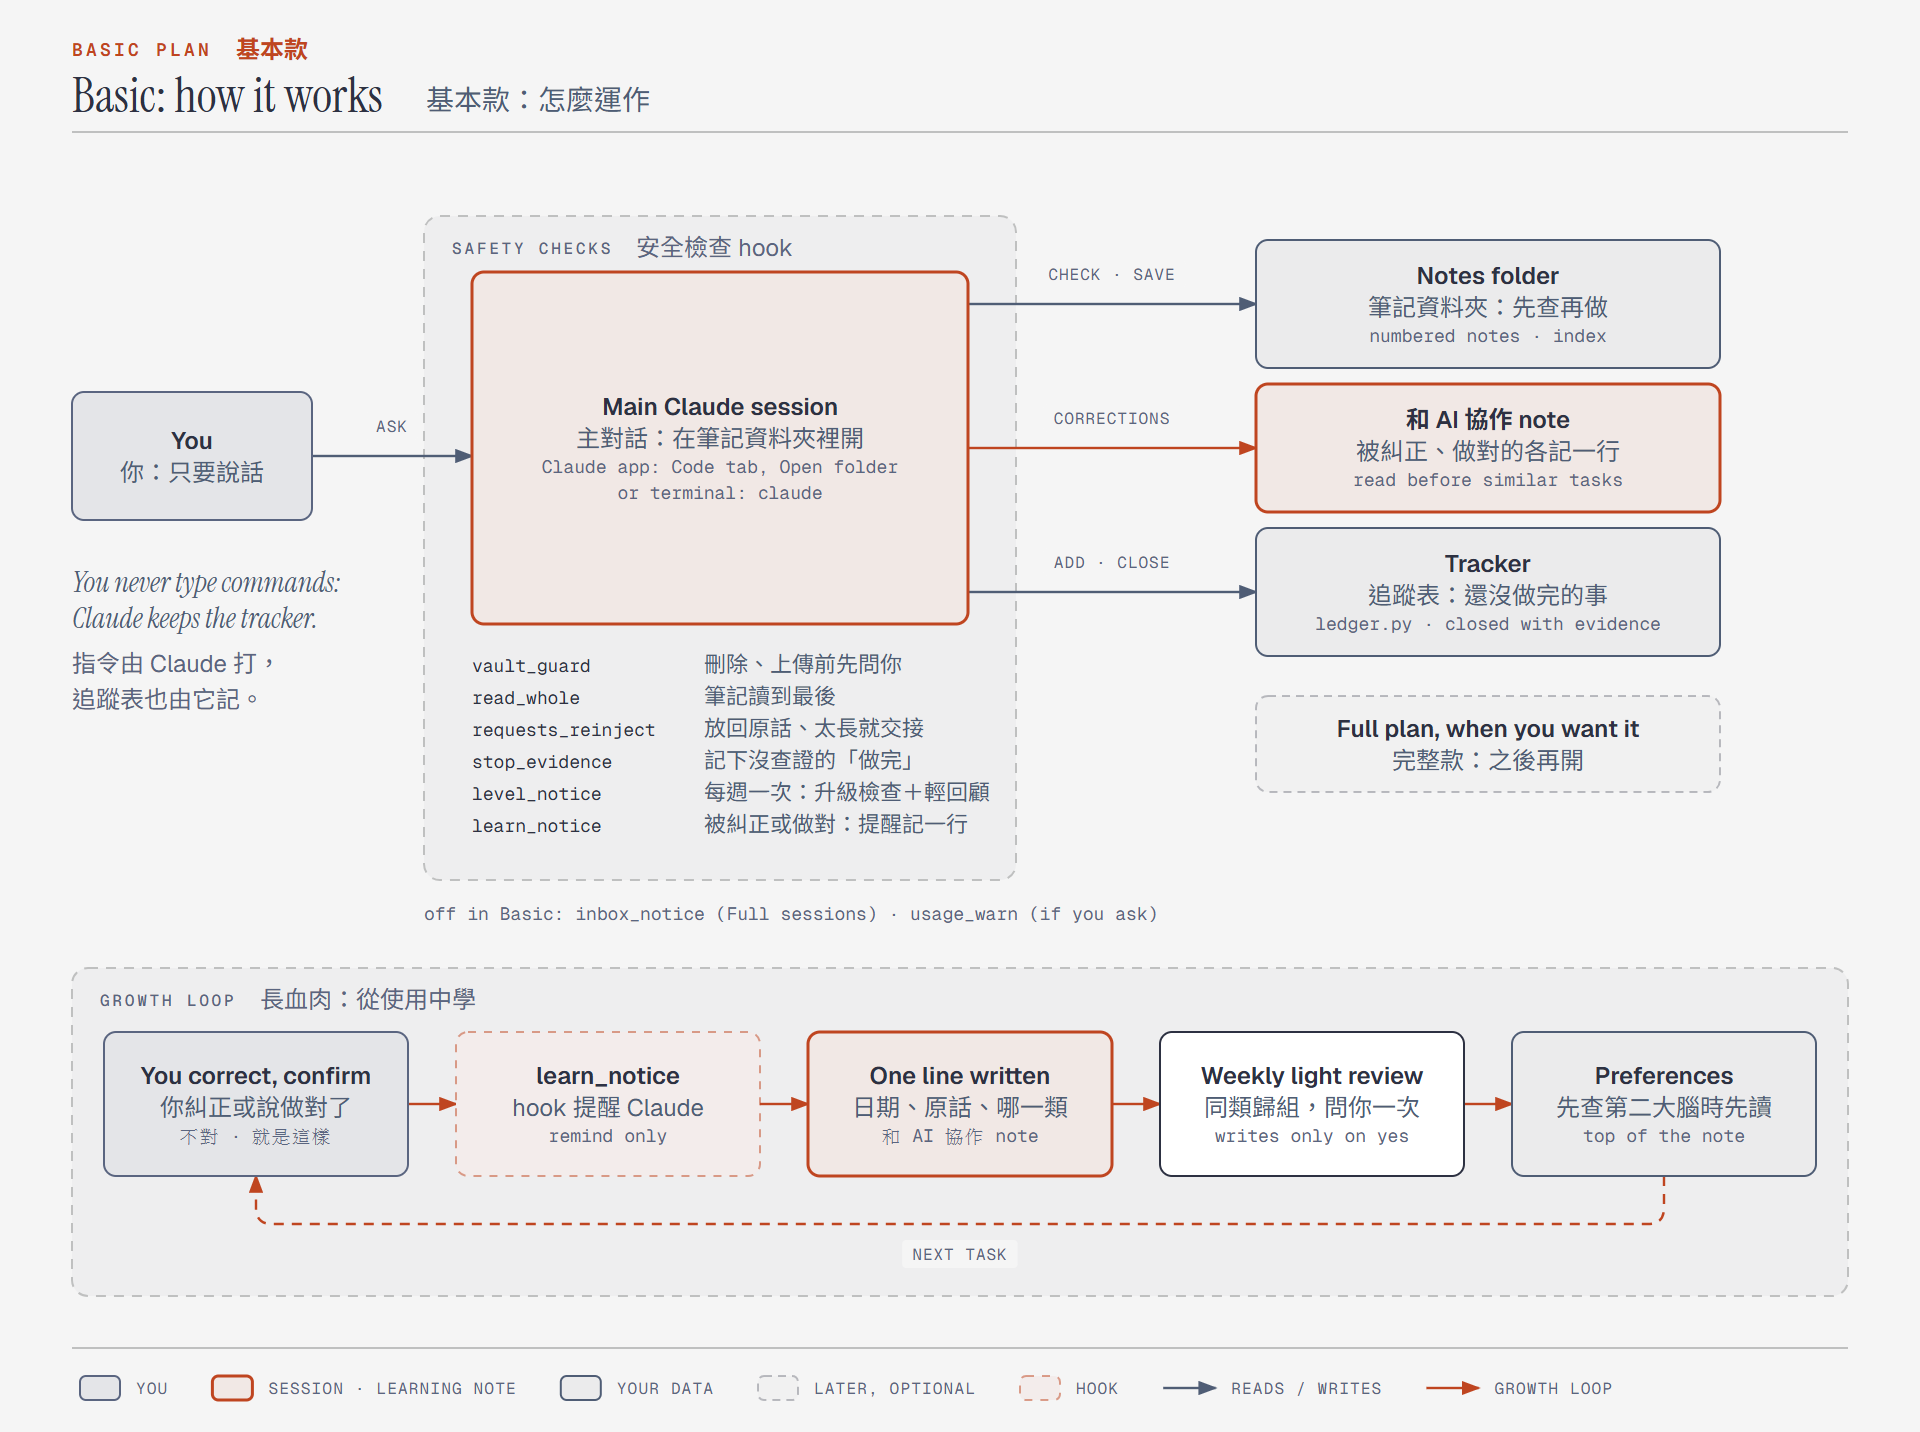 BASIC PLAN 基本款
Basic: how it works 基本款：怎麼運作
SAFETY CHECKS 安全檢查 hook
You
你：只要說話
ASK
You never type commands:
Claude keeps the tracker.
指令由 Claude 打，
追蹤表也由它記。
Main Claude session
主對話：在筆記資料夾裡開
Claude app: Code tab, Open folder
or terminal: claude
vault_guard 刪除、上傳前先問你
read_whole 筆記讀到最後
requests_reinject 放回原話、太長就交接
stop_evidence 記下沒查證的「做完」
level_notice 每週一次：升級檢查＋輕回顧
learn_notice 被糾正或做對：提醒記一行
off in Basic: inbox_notice (Full sessions) · usage_warn (if you ask)
CHECK · SAVE
Notes folder
筆記資料夾：先查再做
numbered notes · index
CORRECTIONS
和 AI 協作 note
被糾正、做對的各記一行
read before similar tasks
ADD · CLOSE
Tracker
追蹤表：還沒做完的事
ledger.py · closed with evidence
Full plan, when you want it
完整款：之後再開
GROWTH LOOP 長血肉：從使用中學
You correct, confirm
你糾正或說做對了
不對 · 就是這樣
learn_notice
hook 提醒 Claude
remind only
One line written
日期、原話、哪一類
和 AI 協作 note
Weekly light review
同類歸組，問你一次
writes only on yes
Preferences
先查第二大腦時先讀
top of the note
NEXT TASK
YOU
SESSION · LEARNING NOTE
YOUR DATA
LATER, OPTIONAL
HOOK
READS / WRITES
GROWTH LOOP